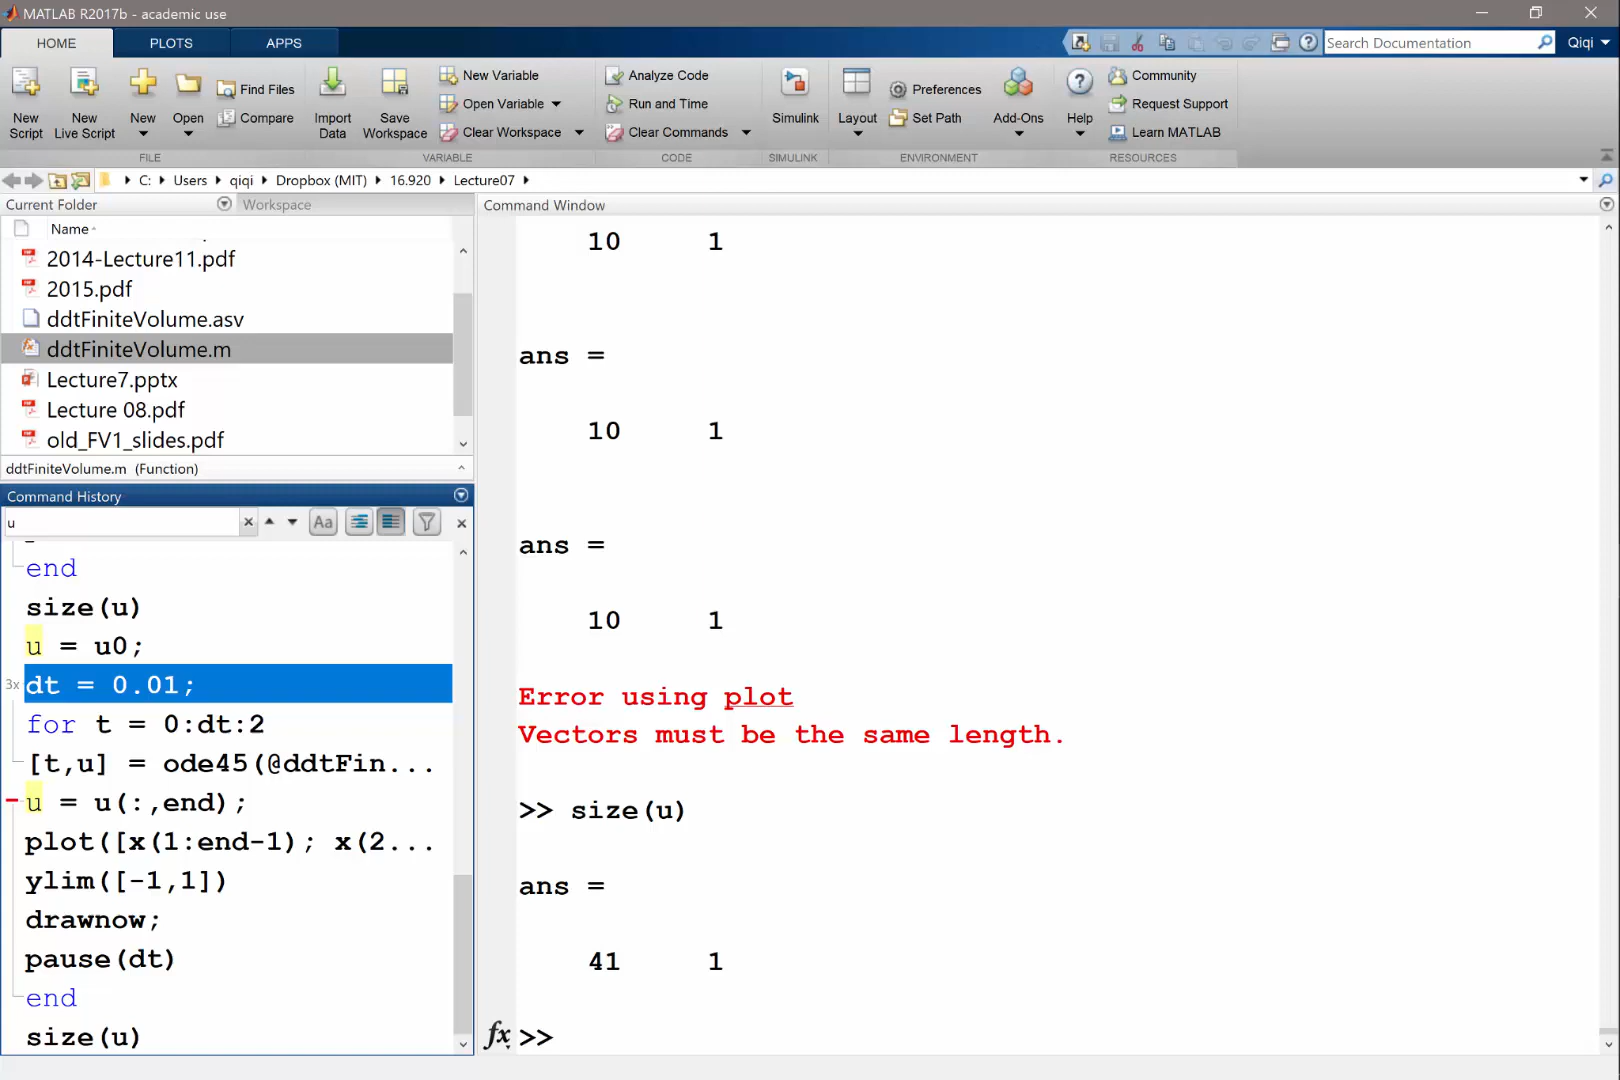 MATLAB R2017b - academic use
HOME PLOTS APPS
Search Documentation
Qiqi
New Script
New Live Script
New
Open
Find Files
Compare
Import Data
Save Workspace
New Variable
Open Variable
Clear Workspace
Analyze Code
Run and Time
Clear Commands
Simulink
Layout
Preferences
Set Path
Add-Ons
Help
Community
Request Support
Learn MATLAB
FILE VARIABLE CODE SIMULINK ENVIRONMENT RESOURCES
C: Users qiqi Dropbox (MIT) 16.920 Lecture07
Current Folder
Workspace
Name
2014-Lecture11.pdf
2015.pdf
ddtFiniteVolume.asv
ddtFiniteVolume.m
Lecture7.pptx
Lecture 08.pdf
old_FV1_slides.pdf
ddtFiniteVolume.m (Function)
Command History
u
Aa
end
size(u)
u = u0;
3x dt = 0.01;
for t = 0:dt:2
[t,u] = ode45(@ddtFin...
u = u(:,end);
plot([x(1:end-1); x(2...
ylim([-1,1])
drawnow;
pause(dt)
end
size(u)
Command Window
10 1
ans =
10 1
ans =
10 1
Error using plot
Vectors must be the same length.
>> size(u)
ans =
41 1
fx >>